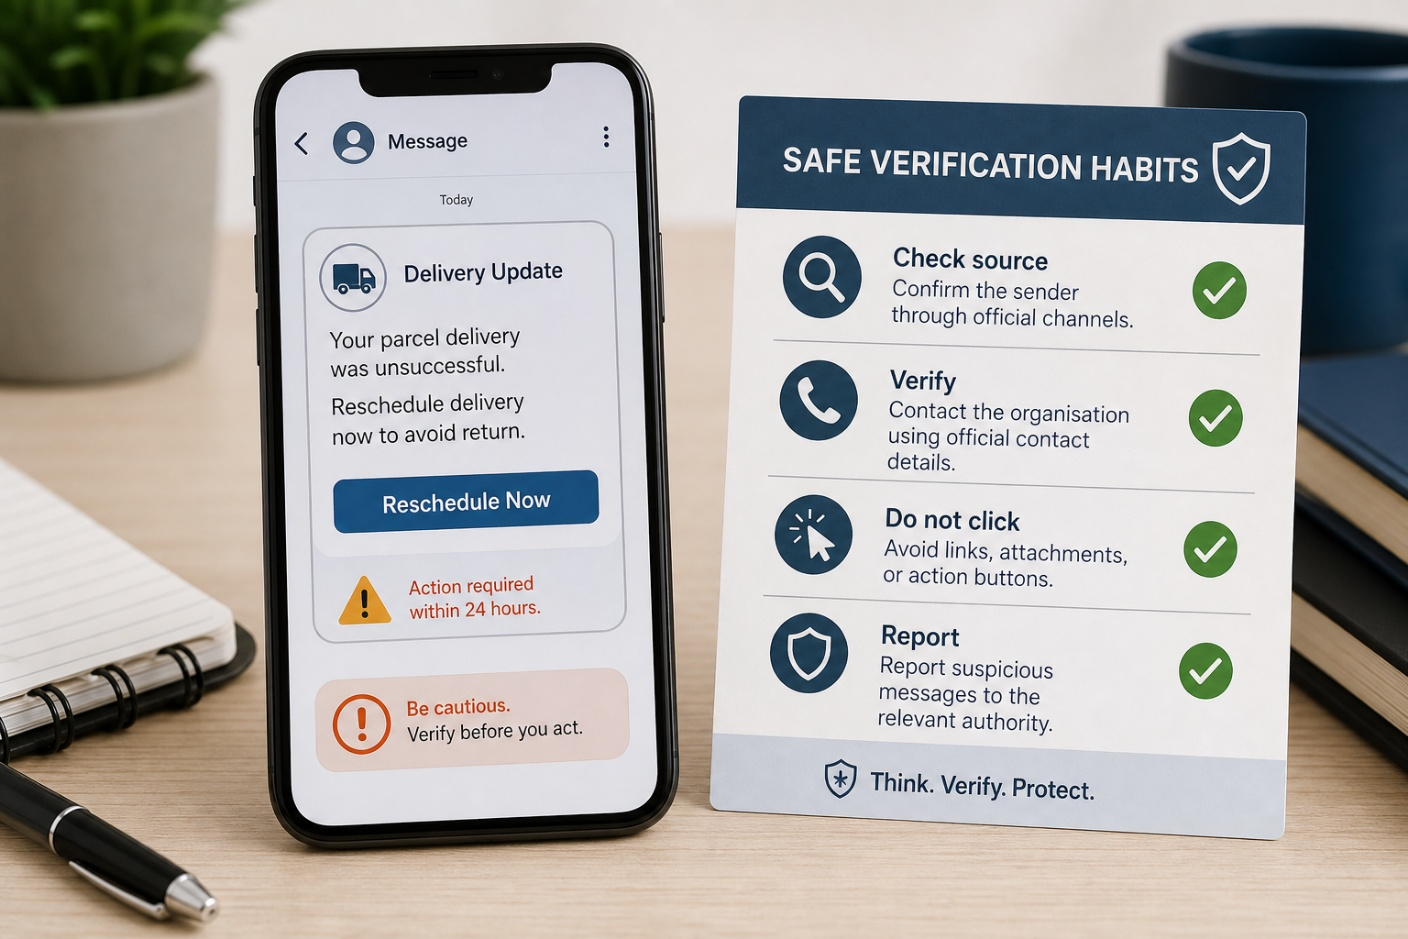 Message
Today
Delivery Update
Your parcel delivery
was unsuccessful.
Reschedule delivery
now to avoid return.
Reschedule Now
Action required
within 24 hours.
Be cautious.
Verify before you act.
SAFE VERIFICATION HABITS
Check source
Confirm the sender
through official channels.
Verify
Contact the organisation
using official contact
details.
Do not click
Avoid links, attachments,
or action buttons.
Report
Report suspicious
messages to the
relevant authority.
Think. Verify. Protect.